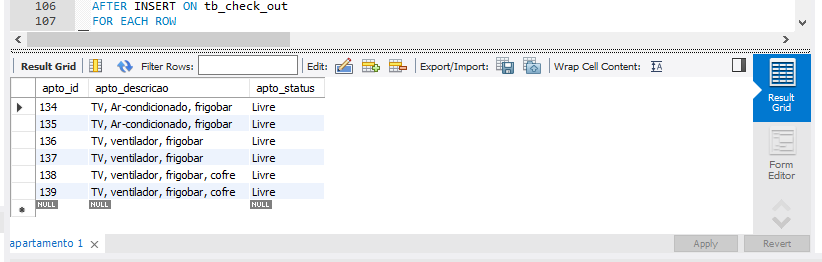 106 AFTER INSERT ON tb_check_out
107 FOR EACH ROW
Result Grid Filter Rows: Edit: Export/Import: Wrap Cell Content: IA
apto_id apto_descricao apto_status
134 TV, Ar-condicionado, frigobar Livre
135 TV, Ar-condicionado, frigobar Livre
136 TV, ventilador, frigobar Livre
137 TV, ventilador, frigobar Livre
138 TV, ventilador, frigobar, cofre Livre
139 TV, ventilador, frigobar, cofre Livre
NULL NULL NULL
Result
Grid
Form
Editor
apartamento 1
Apply Revert